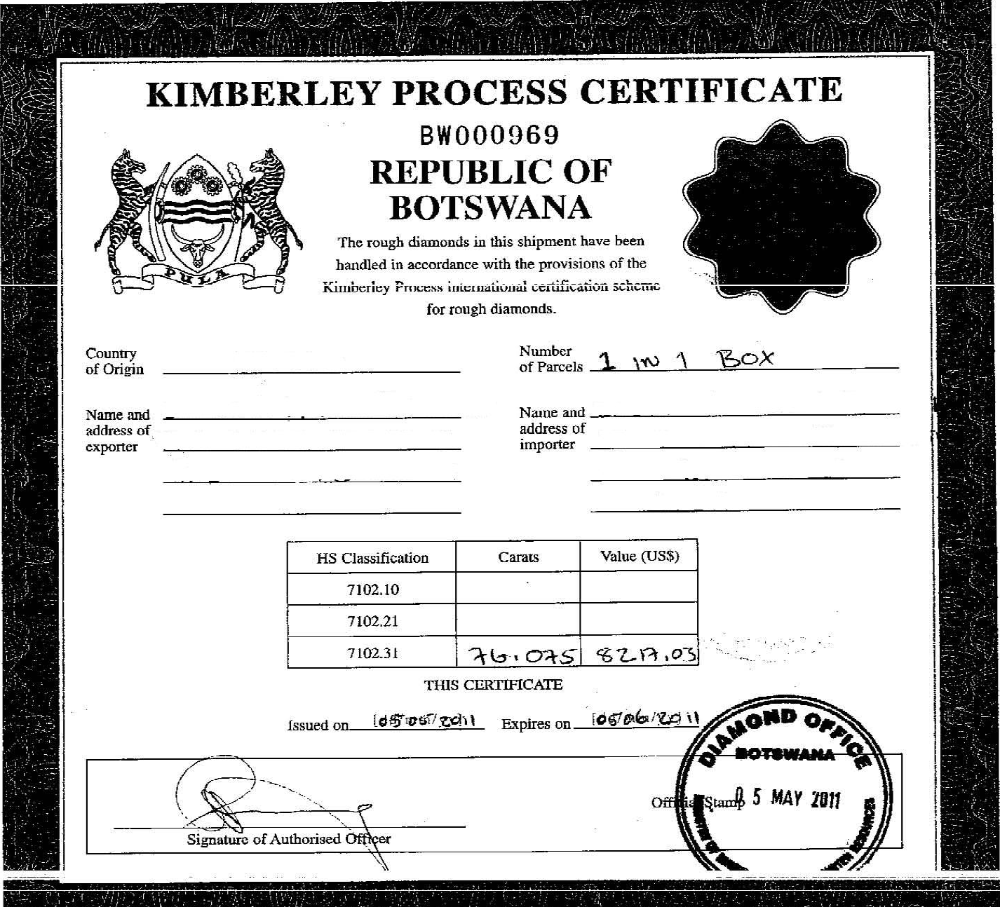 KIMBERLEY PROCESS CERTIFICATE
BW000969
REPUBLIC OF
BOTSWANA
The rough diamonds in this shipment have been
handled in accordance with the provisions of the
Kimberley Process international certification scheme
for rough diamonds.
PULA
Country
of Origin
Number
of Parcels 1 IN 1 BOX
Name and
address of
exporter
Name and
address of
importer
HS Classification Carats Value (US$)
7102.10
7102.21
7102.31 76.075 8217.03
THIS CERTIFICATE
Issued on 05/05/2011 Expires on 05/06/2011
Signature of Authorised Officer
Official Stamp
DIAMOND OFFICE
BOTSWANA
05 MAY 2011